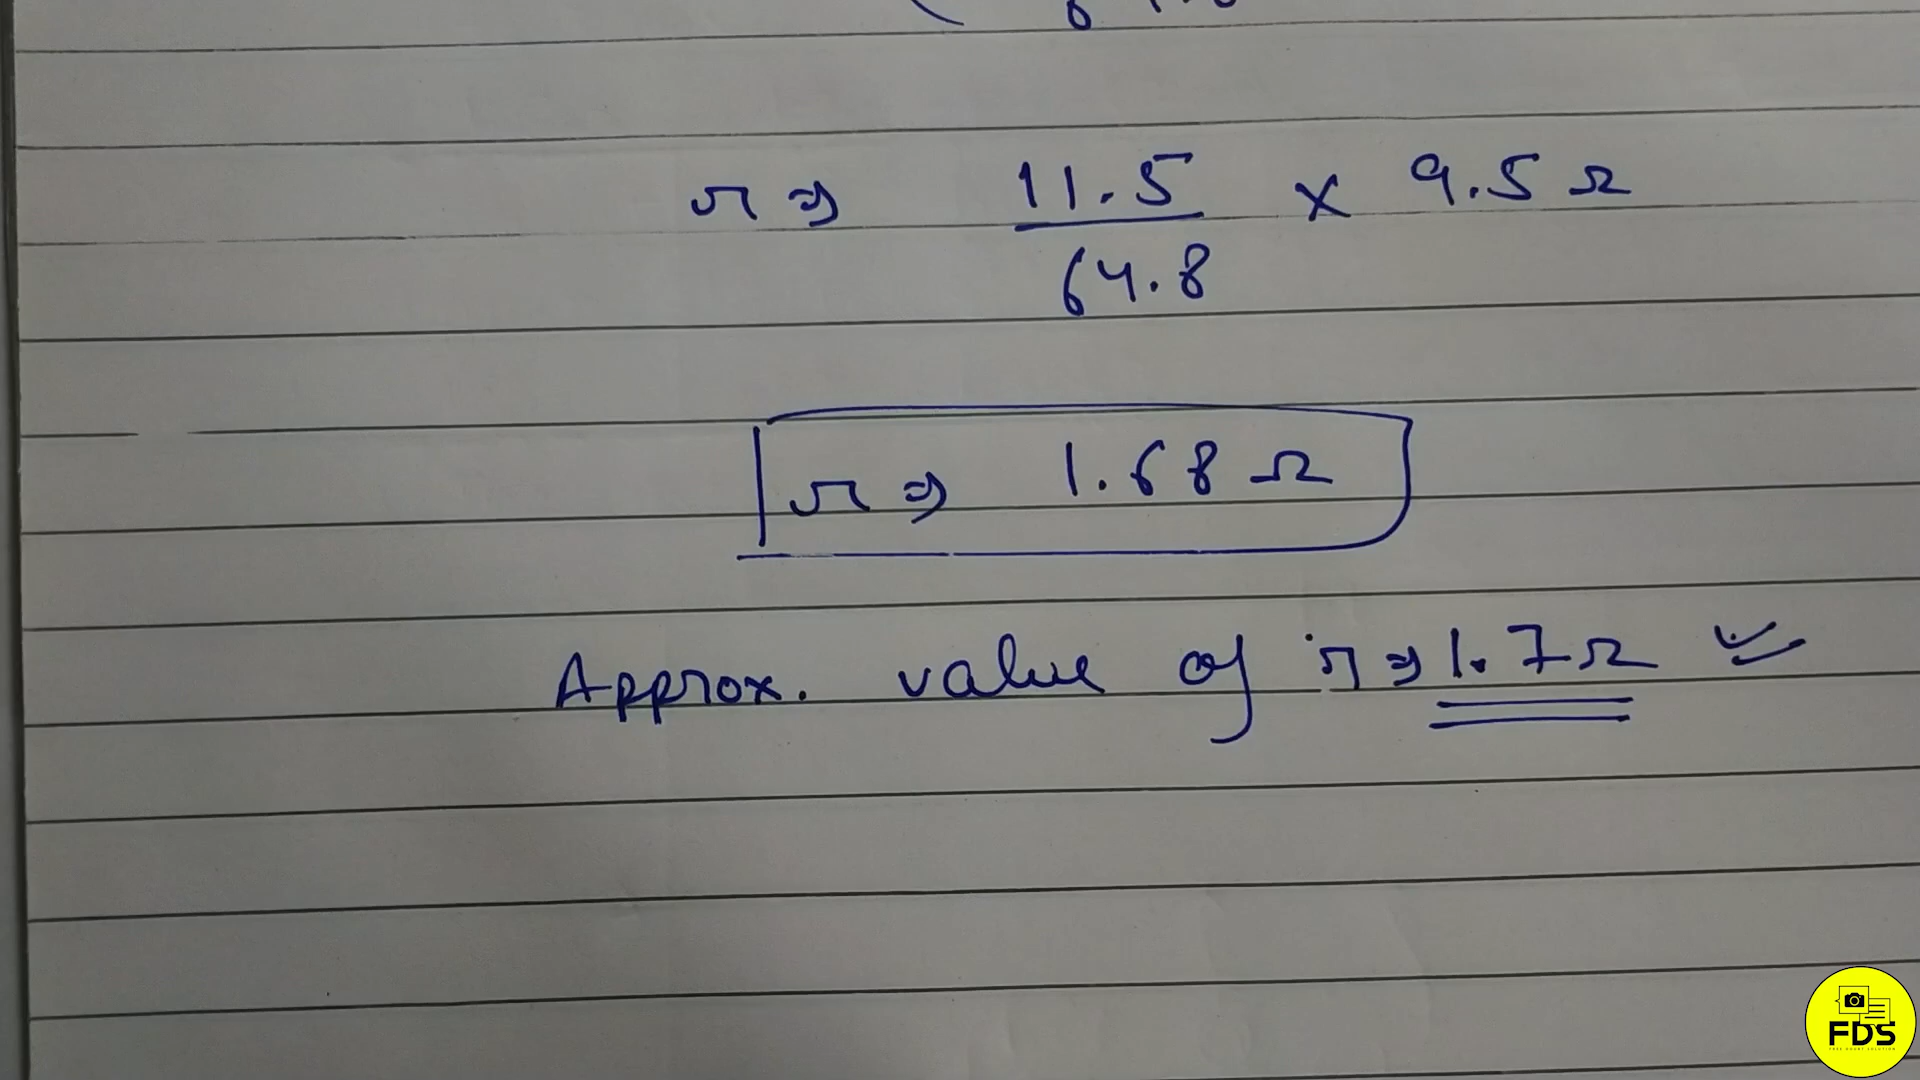 r ⇒ 11.5 / 64.8 × 9.5 Ω
r ⇒ 1.68 Ω
Approx. value of r ⇒ 1.7 Ω
FDS